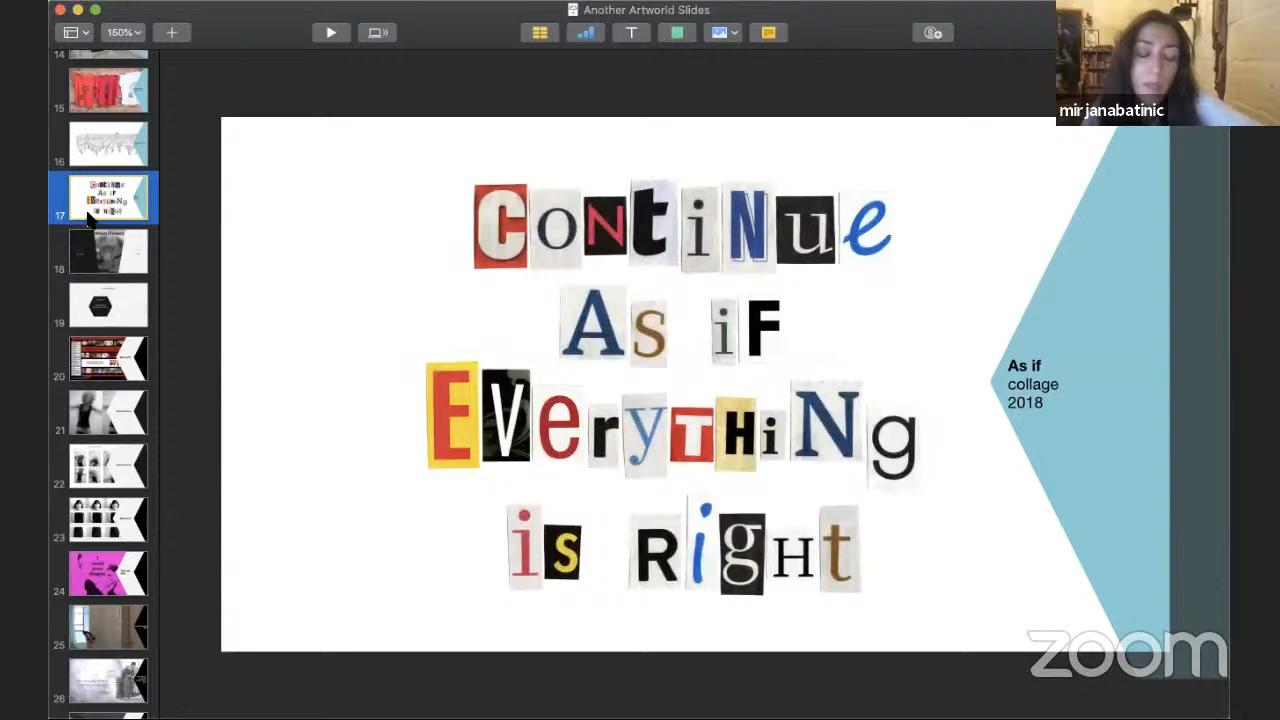 Another Artworld Slides
150%
mirjanabatinic
14
15
16
17
18
19
20
21
22
23
24
25
26
ContiNue
As iF
EVeryTHiNg
is RigHt
As if
collage
2018
zoom